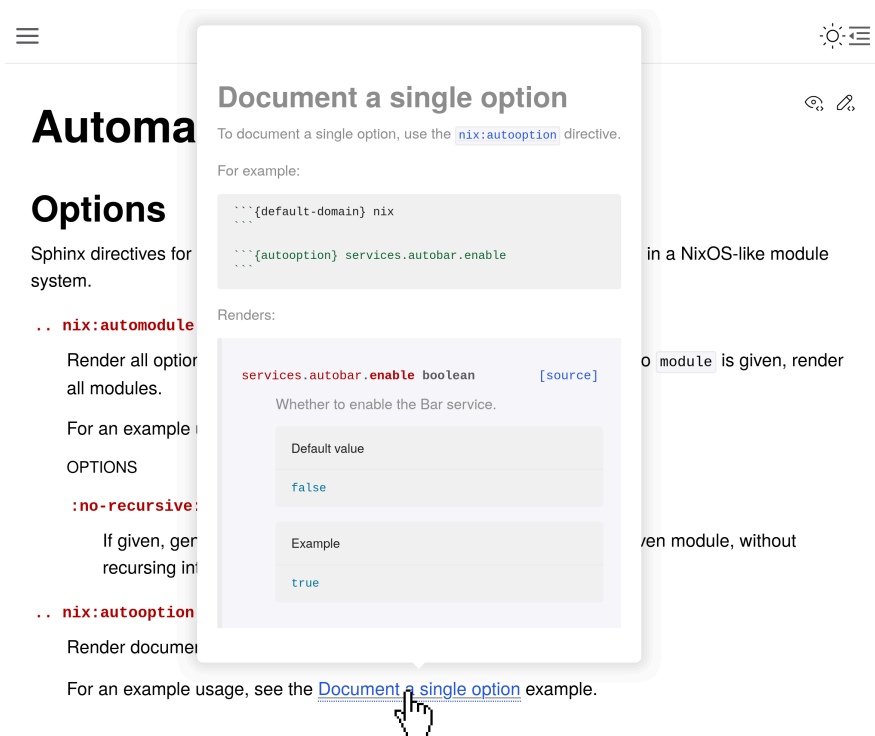 Automa
Options
Sphinx directives for
in a NixOS-like module
system.
.. nix:automodule
Render all option
module is given, render
all modules.
For an example
OPTIONS
:no-recursive:
If given, gen
module, without
recursing
.. nix:autooption
Render
For an example usage, see the Document a single option example.
Document a single option
To document a single option, use the nix:autooption directive.
For example:
```{default-domain} nix
```
```{autooption} services.autobar.enable
```
Renders:
services.autobar.enable boolean [source]
Whether to enable the Bar service.
Default value
false
Example
true